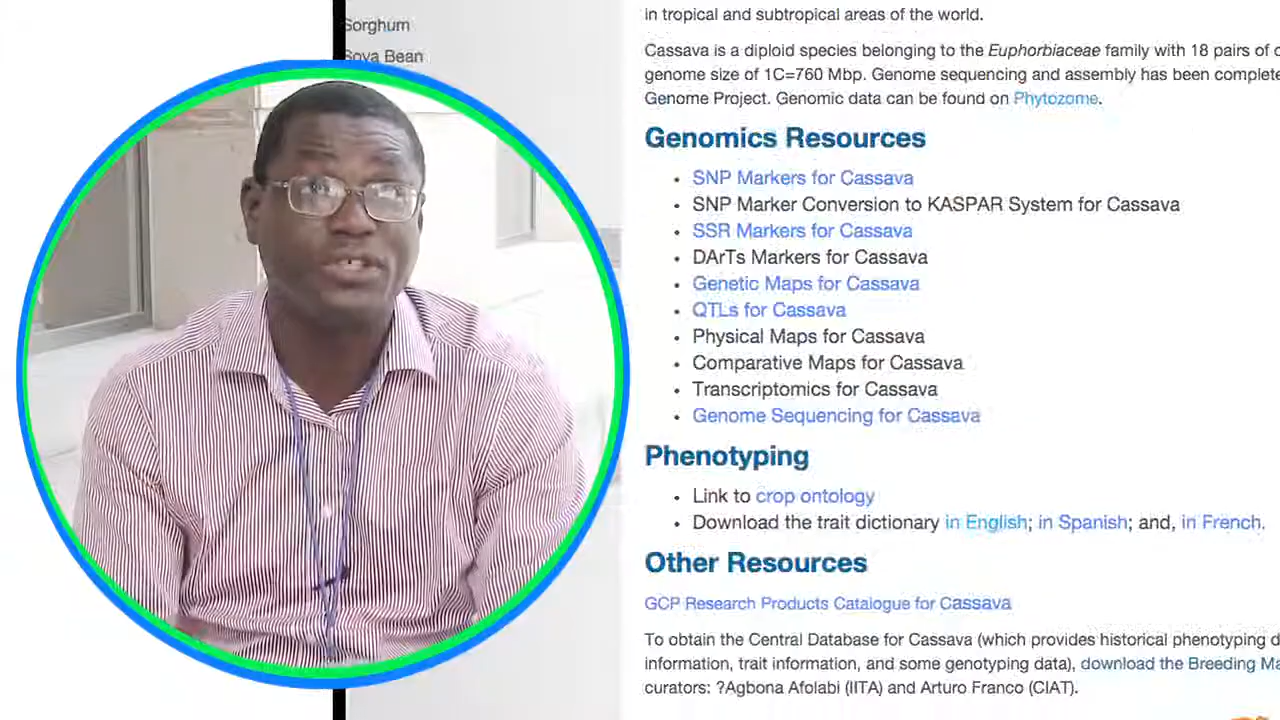 Sorghum
Soya Bean
in tropical and subtropical areas of the world.
Cassava is a diploid species belonging to the Euphorbiaceae family with 18 pairs of
genome size of 1C=760 Mbp. Genome sequencing and assembly has been complete
Genome Project. Genomic data can be found on Phytozome.
Genomics Resources
SNP Markers for Cassava
SNP Marker Conversion to KASPAR System for Cassava
SSR Markers for Cassava
DArTs Markers for Cassava
Genetic Maps for Cassava
QTLs for Cassava
Physical Maps for Cassava
Comparative Maps for Cassava
Transcriptomics for Cassava
Genome Sequencing for Cassava
Phenotyping
Link to crop ontology
Download the trait dictionary in English; in Spanish; and, in French.
Other Resources
GCP Research Products Catalogue for Cassava
To obtain the Central Database for Cassava (which provides historical phenotyping d
information, trait information, and some genotyping data), download the Breeding Ma
curators: ?Agbona Afolabi (IITA) and Arturo Franco (CIAT).